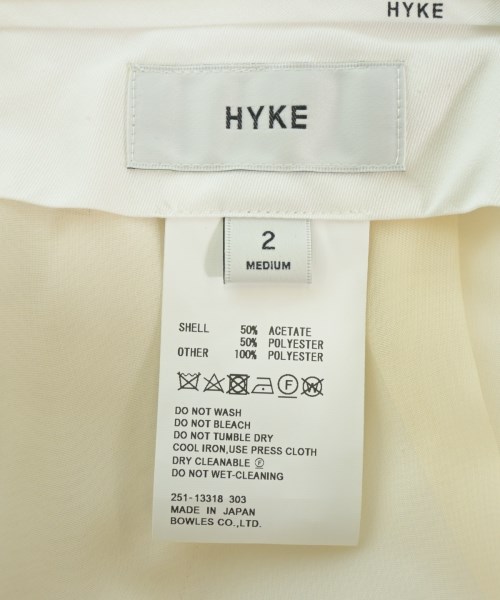 HYKE
HYKE
2
MEDIUM
SHELL 50% ACETATE
50% POLYESTER
OTHER 100% POLYESTER
DO NOT WASH
DO NOT BLEACH
DO NOT TUMBLE DRY
COOL IRON,USE PRESS CLOTH
DRY CLEANABLE Ⓕ
DO NOT WET-CLEANING
251-13318 303
MADE IN JAPAN
BOWLES CO.,LTD.